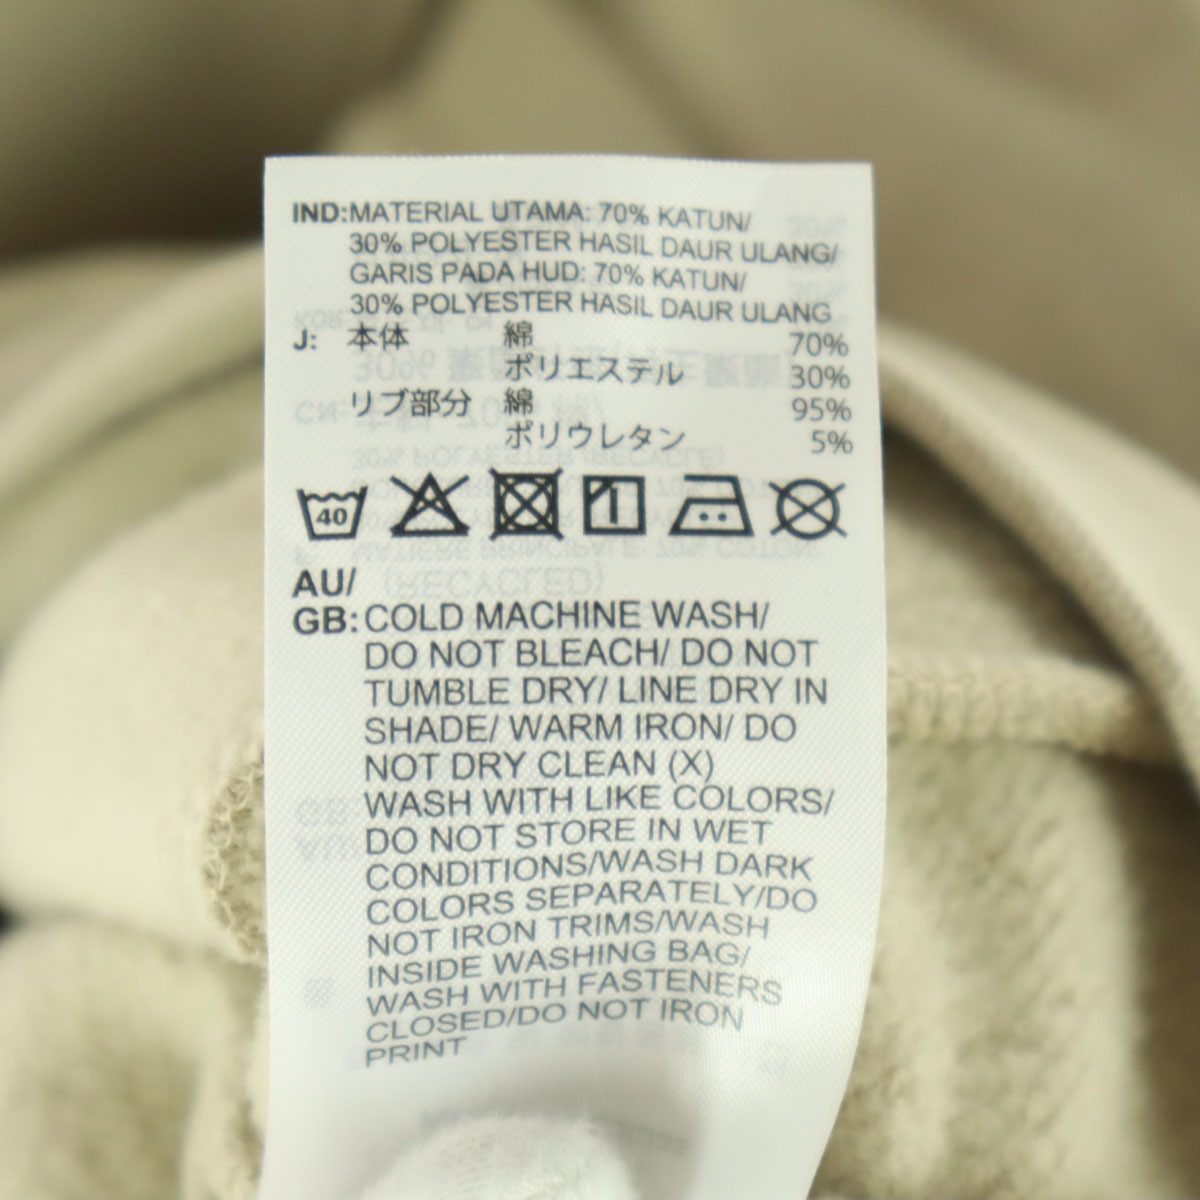 IND:MATERIAL UTAMA: 70% KATUN/
30% POLYESTER HASIL DAUR ULANG/
GARIS PADA HUD: 70% KATUN/
30% POLYESTER HASIL DAUR ULANG
J: 本体 綿 70%
ポリエステル 30%
リブ部分 綿 95%
ポリウレタン 5%
40
AU/
GB: COLD MACHINE WASH/
DO NOT BLEACH/ DO NOT
TUMBLE DRY/ LINE DRY IN
SHADE/ WARM IRON/ DO
NOT DRY CLEAN (X)
WASH WITH LIKE COLORS/
DO NOT STORE IN WET
CONDITIONS/WASH DARK
COLORS SEPARATELY/DO
NOT IRON TRIMS/WASH
INSIDE WASHING BAG/
WASH WITH FASTENERS
CLOSED/DO NOT IRON
PRINT